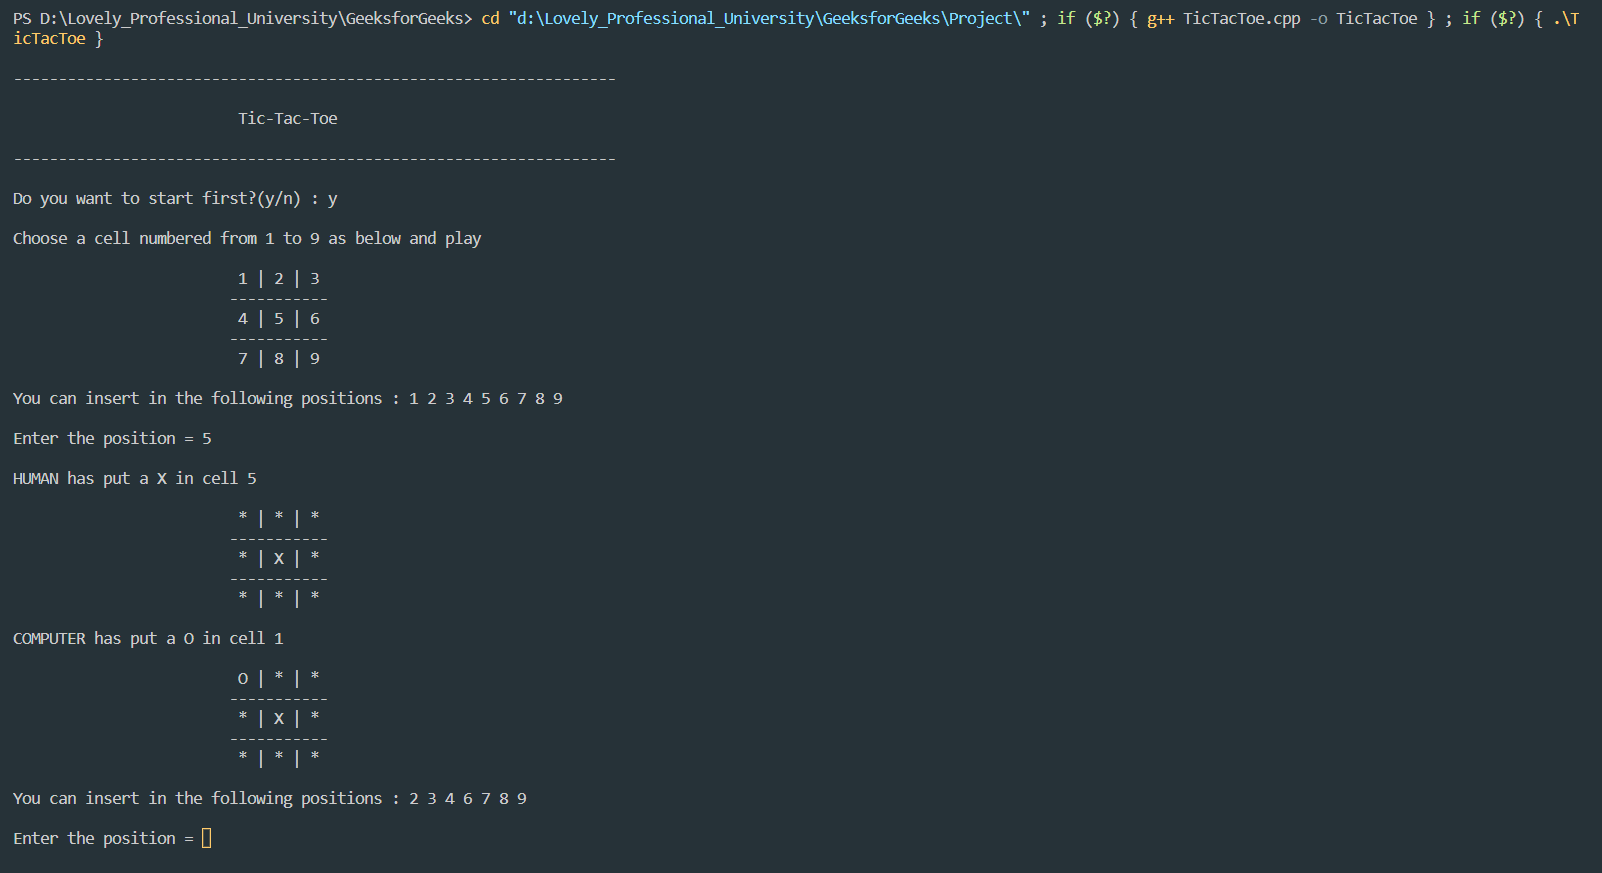 PS D:\Lovely_Professional_University\GeeksforGeeks> cd "d:\Lovely_Professional_University\GeeksforGeeks\Project\" ; if ($?) { g++ TicTacToe.cpp -o TicTacToe } ; if ($?) { .\T
icTacToe }
-------------------------------------------------------------------
Tic-Tac-Toe
-------------------------------------------------------------------
Do you want to start first?(y/n) : y
Choose a cell numbered from 1 to 9 as below and play
1 | 2 | 3
-----------
4 | 5 | 6
-----------
7 | 8 | 9
You can insert in the following positions : 1 2 3 4 5 6 7 8 9
Enter the position = 5
HUMAN has put a X in cell 5
* | * | *
-----------
* | X | *
-----------
* | * | *
COMPUTER has put a O in cell 1
O | * | *
-----------
* | X | *
-----------
* | * | *
You can insert in the following positions : 2 3 4 6 7 8 9
Enter the position =